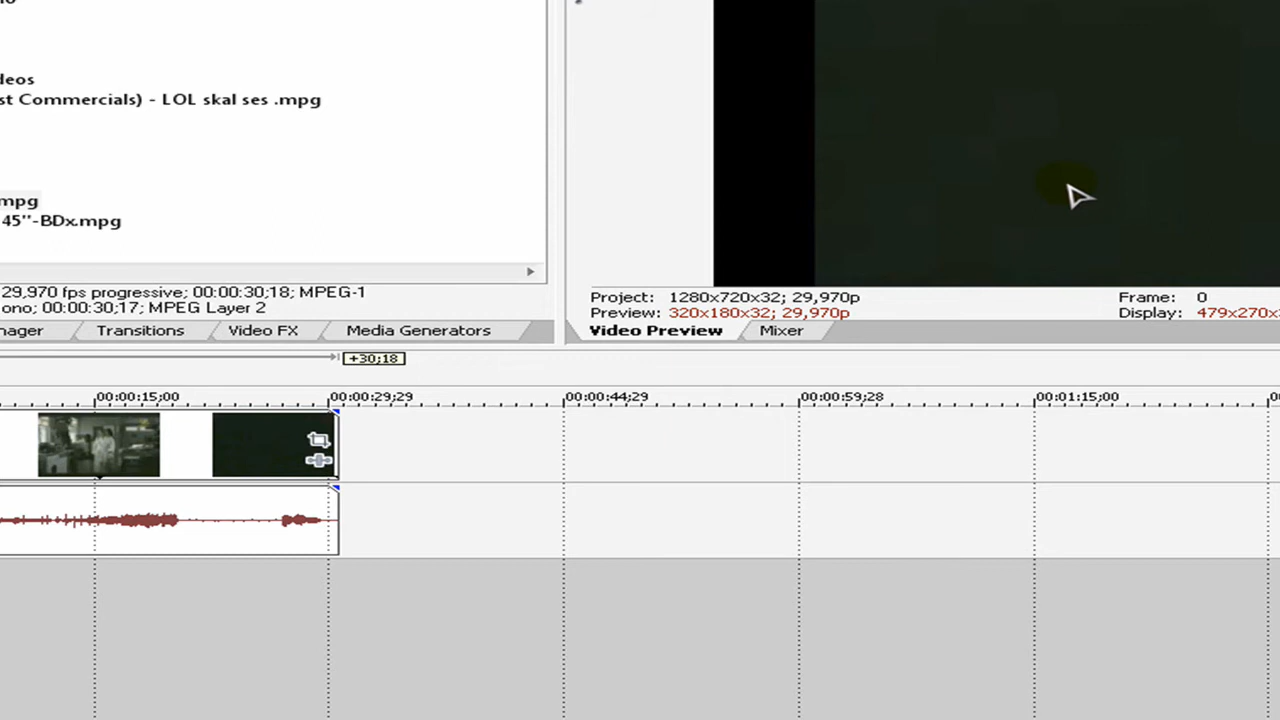 deos
st Commercials) - LOL skal ses .mpg
mpg
45"-BDx.mpg
29,970 fps progressive; 00:00:30;18; MPEG-1
ono; 00:00:30;17; MPEG Layer 2
nager Transitions Video FX Media Generators
Project: 1280x720x32; 29,970p Frame: 0
Preview: 320x180x32; 29,970p Display: 479x270x
Video Preview Mixer
+30;18
00:00:15;00 00:00:29;29 00:00:44;29 00:00:59;28 00:01:15;00